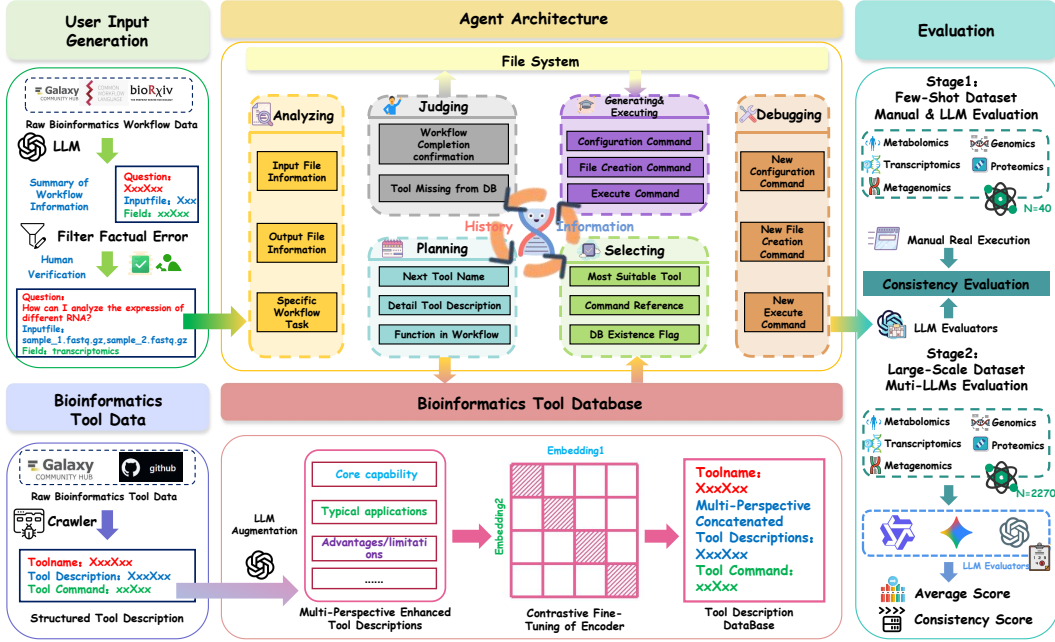 User Input
Generation
Galaxy
COMMUNITY HUB
COMMON
WORKFLOW
LANGUAGE
bioRχiv
THE PREPRINT SERVER FOR BIOLOGY
Raw Bioinformatics Workflow Data
LLM
Summary of
Workflow
Information
Question:
XxxXxx
Inputfile: Xxx
Field: xxXxx
Filter Factual Error
Human
Verification
Question:
How can I analyze the expression of
different RNA?
Inputfile:
sample_1.fastq.gz,sample_2.fastq.gz
Field: transcriptomics
Agent Architecture
File System
Analyzing
Input File
Information
Output File
Information
Specific
Workflow
Task
Judging
Workflow
Completion
confirmation
Tool Missing from DB
Generating&
Executing
Configuration Command
File Creation Command
Execute Command
History
Information
Planning
Next Tool Name
Detail Tool Description
Function in Workflow
Selecting
Most Suitable Tool
Command Reference
DB Existence Flag
Debugging
New
Configuration
Command
New File
Creation
Command
New
Execute
Command
Evaluation
Stage1:
Few-Shot Dataset
Manual & LLM Evaluation
Metabolomics
Genomics
Transcriptomics
Proteomics
Metagenomics
N=40
Manual Real Execution
Consistency Evaluation
LLM Evaluators
Stage2:
Large-Scale Dataset
Muti-LLMs Evaluation
Metabolomics
Genomics
Transcriptomics
Proteomics
Metagenomics
N=2270
LLM Evaluators
Average Score
Consistency Score
Bioinformatics
Tool Data
Galaxy
COMMUNITY HUB
github
Raw Bioinformatics Tool Data
Crawler
Toolname: XxxXxx
Tool Description: XxxXxx
Tool Command: xxXxx
Structured Tool Description
Bioinformatics Tool Database
LLM
Augmentation
Core capability
Typical applications
Advantages/limitati
ons
......
Multi-Perspective Enhanced
Tool Descriptions
Embedding1
Embedding2
Contrastive Fine-
Tuning of Encoder
Toolname:
XxxXxx
Multi-Perspective
Concatenated
Tool Descriptions:
XxxXxx
Tool Command:
xxXxx
Tool Description
DataBase